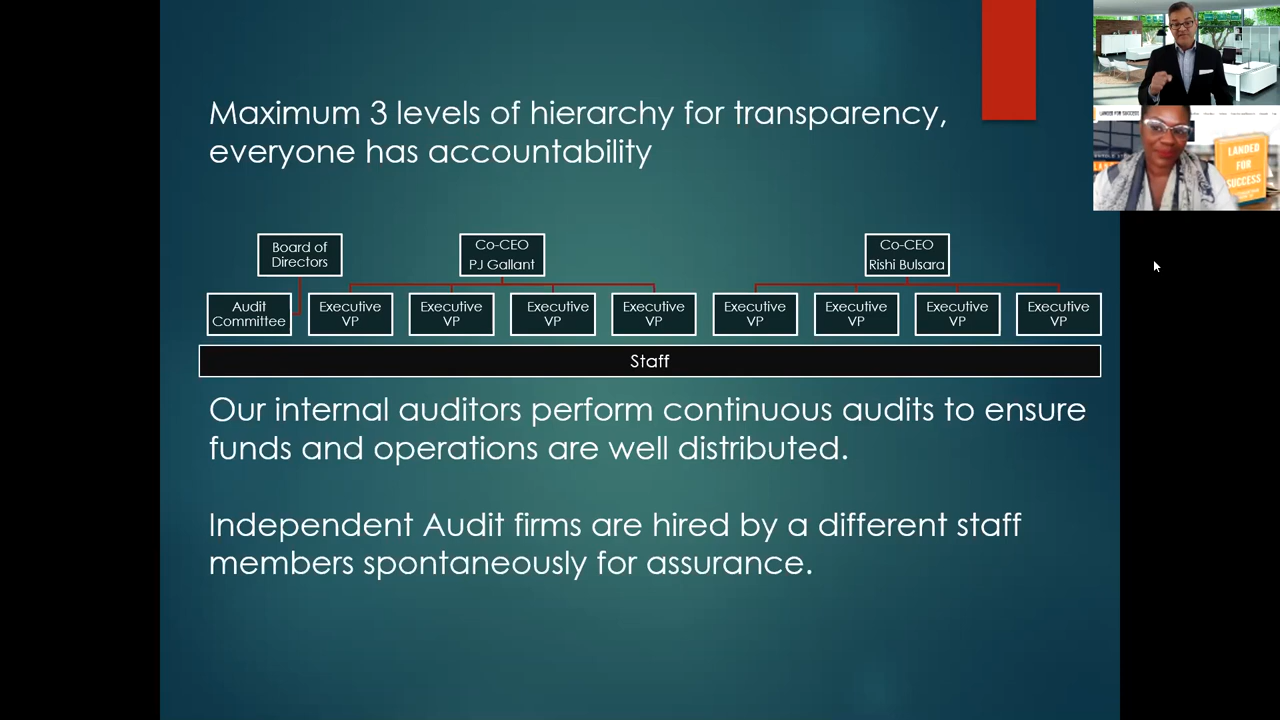 Maximum 3 levels of hierarchy for transparency,
everyone has accountability
Board of
Directors
Co-CEO
PJ Gallant
Co-CEO
Rishi Bulsara
Audit
Committee
Executive
VP
Executive
VP
Executive
VP
Executive
VP
Executive
VP
Executive
VP
Executive
VP
Executive
VP
Staff
Our internal auditors perform continuous audits to ensure
funds and operations are well distributed.
Independent Audit firms are hired by a different staff
members spontaneously for assurance.
LANDED FOR SUCCESS
LANDED
FOR
SUCCESS